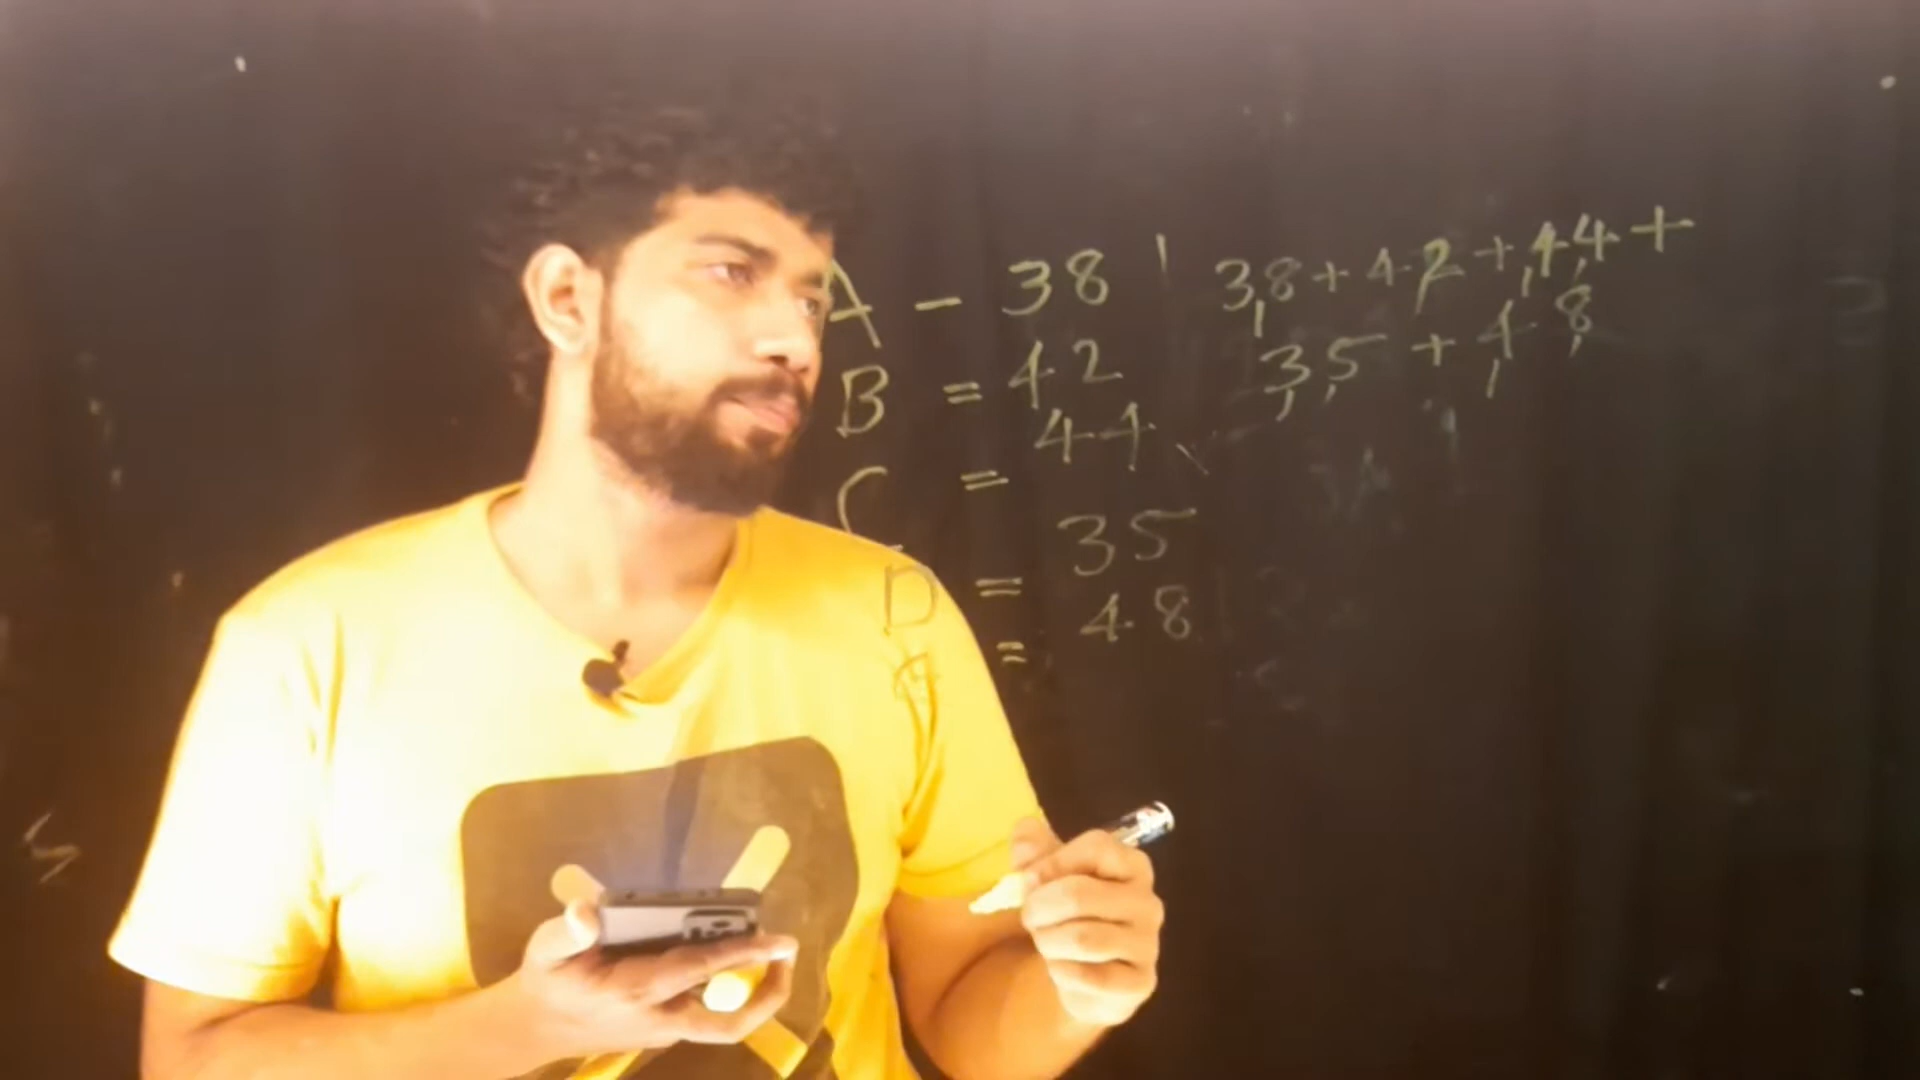 A - 38 | 38 + 42 + 44 +
B = 42 35 + 48
C = 44
D = 35
E = 48